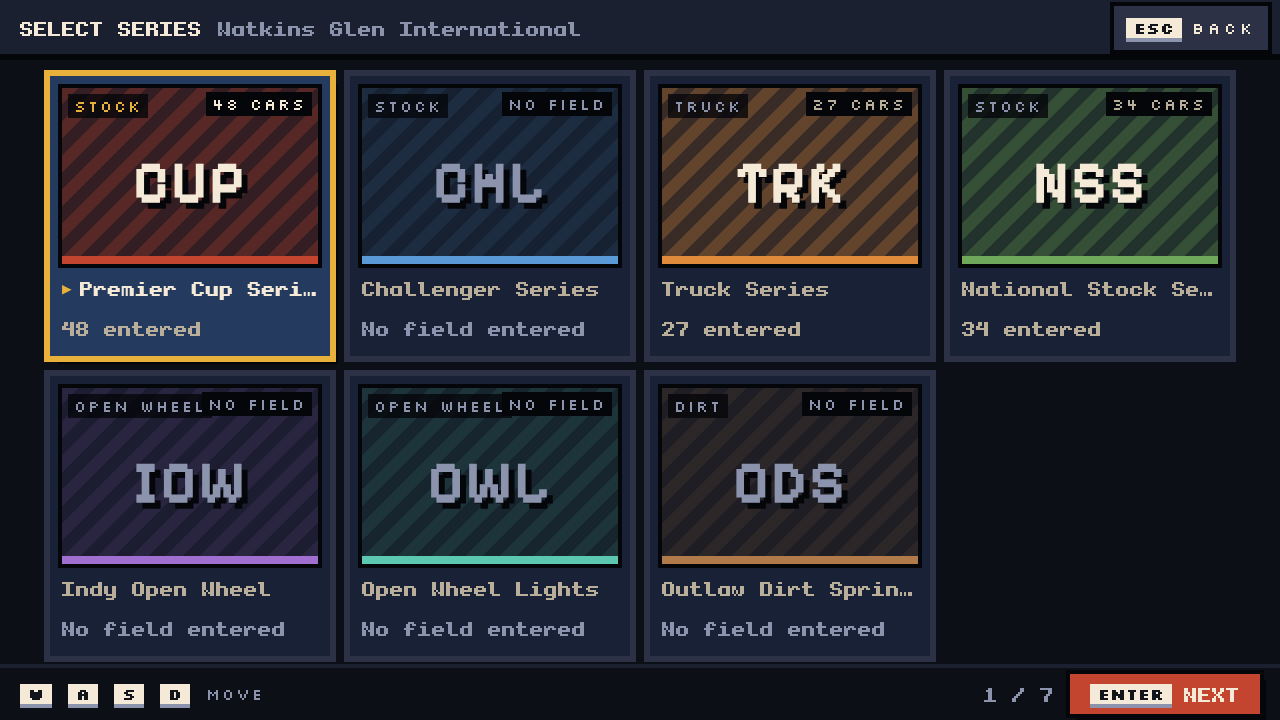 SELECT SERIES Watkins Glen International
ESC BACK
STOCK 48 CARS
CUP
▶ Premier Cup Seri…
48 entered
STOCK NO FIELD
CHL
Challenger Series
No field entered
TRUCK 27 CARS
TRK
Truck Series
27 entered
STOCK 34 CARS
NSS
National Stock Se…
34 entered
OPEN WHEEL NO FIELD
IOW
Indy Open Wheel
No field entered
OPEN WHEEL NO FIELD
OWL
Open Wheel Lights
No field entered
DIRT NO FIELD
ODS
Outlaw Dirt Sprin…
No field entered
W A S D MOVE
1 / 7
ENTER NEXT